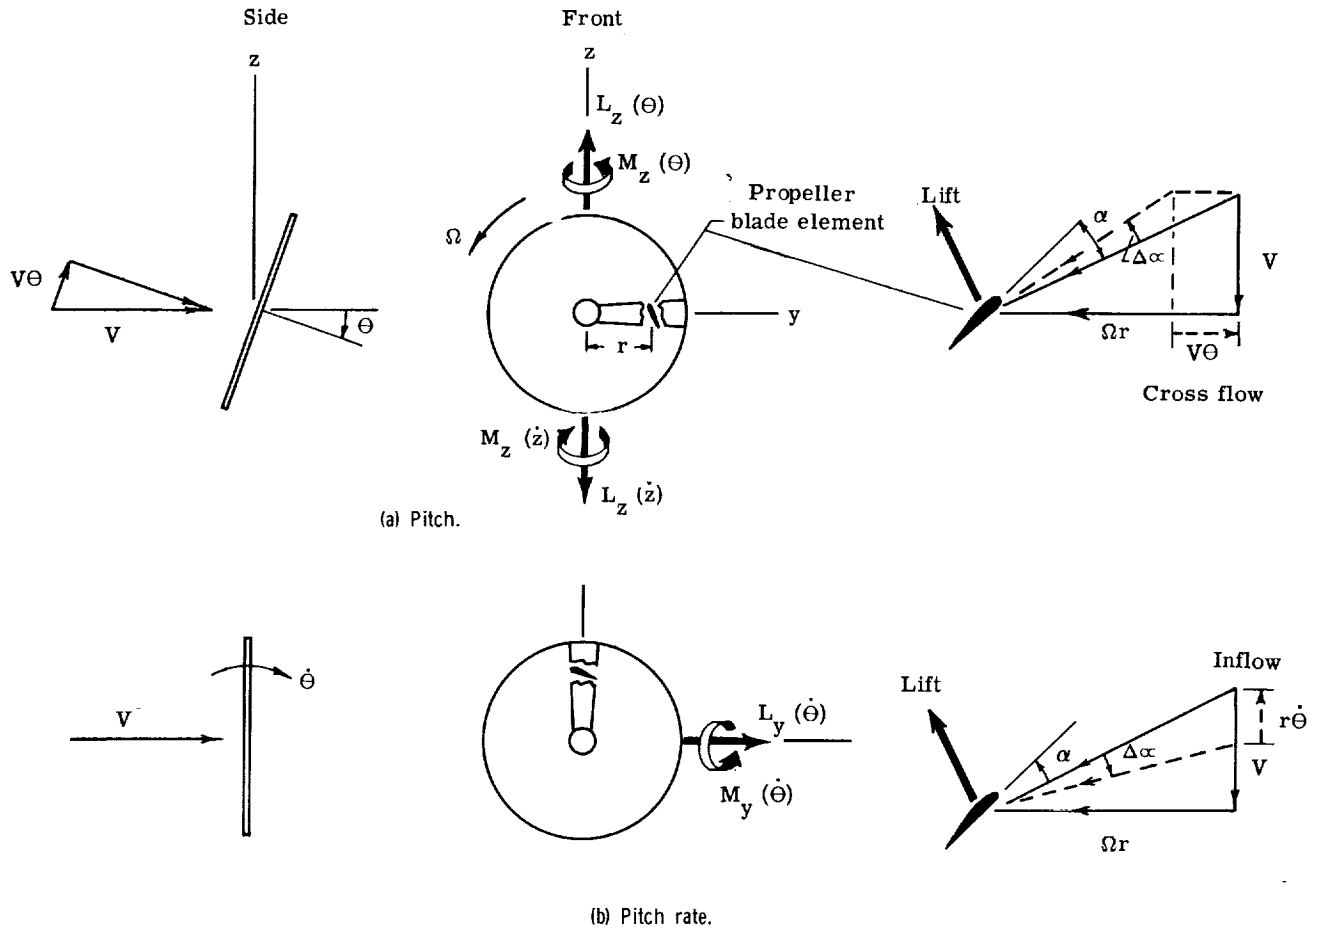 Side
Front
z
z
L_z (Θ)
M_z (Θ)
Ω
Propeller
blade element
Lift
α
Δα
V
VΘ
V
Θ
r
y
Ωr
VΘ
Cross flow
M_z (ż)
L_z (ż)
(a) Pitch.
Θ̇
V
L_y (Θ̇)
M_y (Θ̇)
Inflow
Lift
rΘ̇
α
Δα
V
Ωr
(b) Pitch rate.